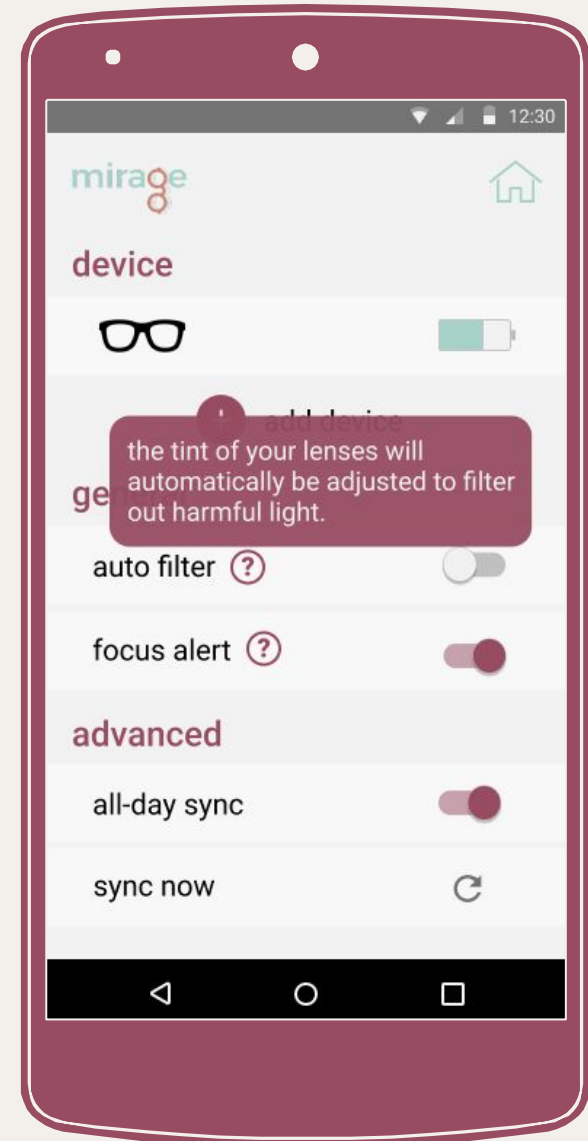 12:30
mirage
device
add device
the tint of your lenses will
automatically be adjusted to filter
out harmful light.
general
auto filter ?
focus alert ?
advanced
all-day sync
sync now